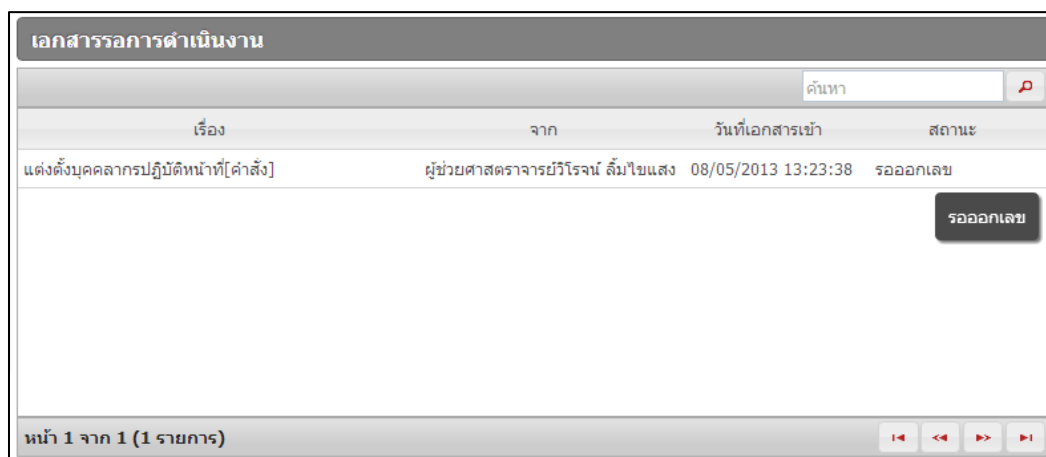 เอกสารรอการดำเนินงาน
ค้นหา
เรื่อง จาก วันที่เอกสารเข้า สถานะ
แต่งตั้งบุคคลากรปฏิบัติหน้าที่[คำสั่ง] ผู้ช่วยศาสตราจารย์วิโรจน์ ลิ้มไขแสง 08/05/2013 13:23:38 รอออกเลข
รอออกเลข
หน้า 1 จาก 1 (1 รายการ)